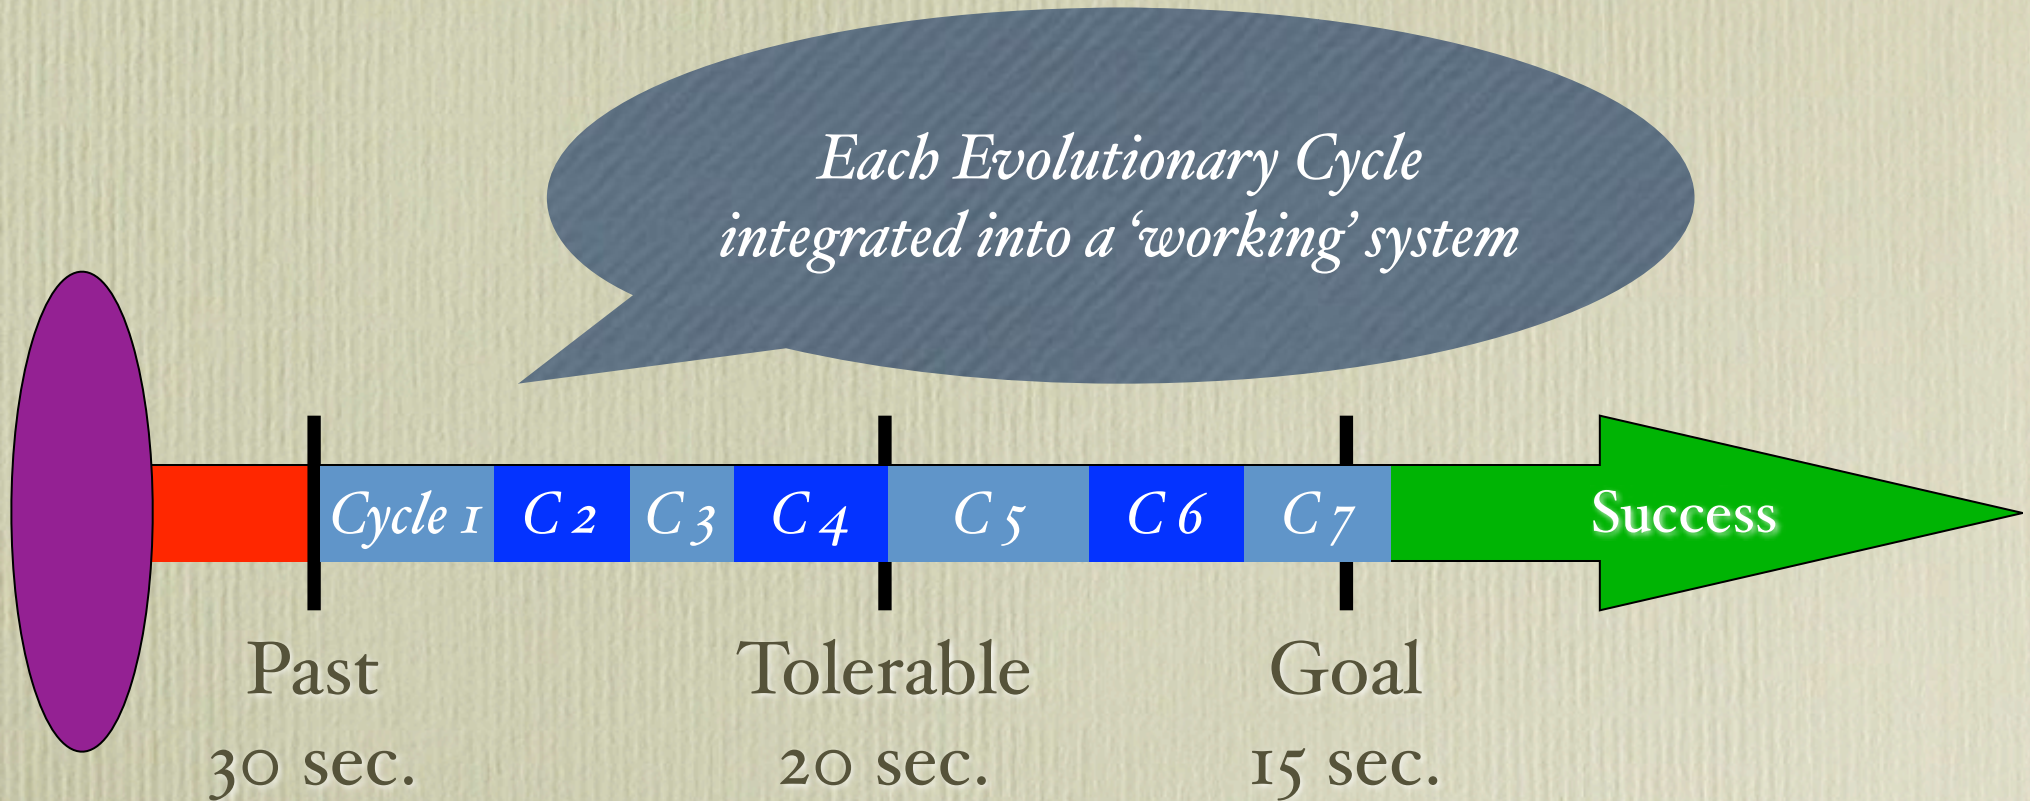 Each Evolutionary Cycle
integrated into a ‘working’ system
Cycle 1 C 2 C 3 C 4 C 5 C 6 C 7 Success
Past Tolerable Goal
30 sec. 20 sec. 15 sec.